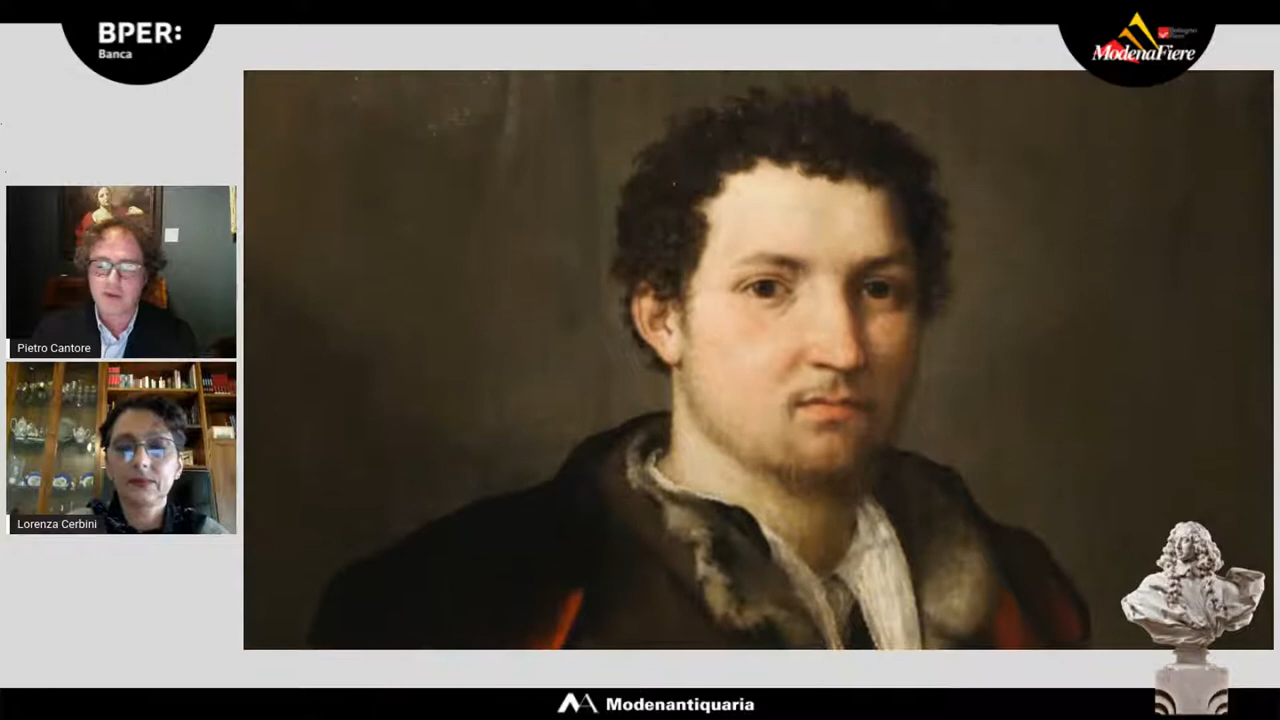 BPER:
Banca
ModenaFiere
Pietro Cantore
Lorenza Cerbini
Modenantiquaria